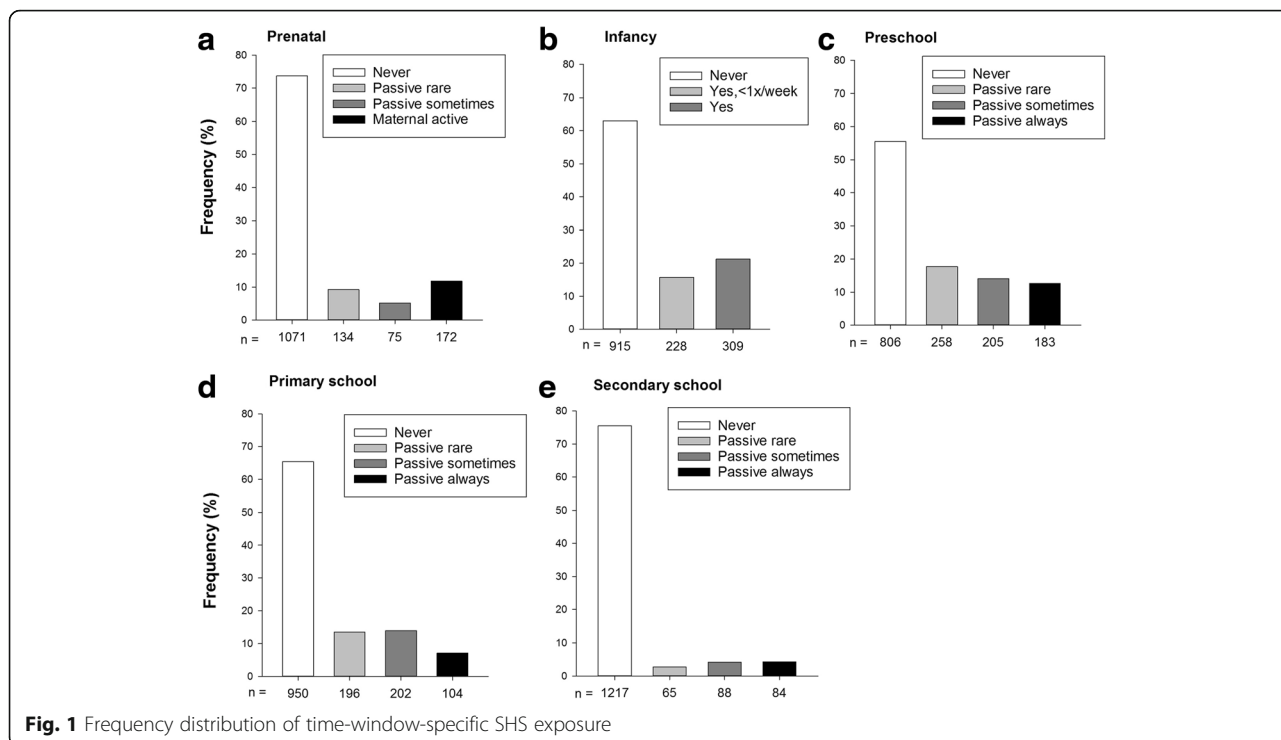 a Prenatal
80
70
60
50
40
30
20
10
0
Frequency (%)
Never
Passive rare
Passive sometimes
Maternal active
n = 1071 134 75 172
b Infancy
80
70
60
50
40
30
20
10
0
Never
Yes,<1x/week
Yes
n = 915 228 309
c Preschool
80
70
60
50
40
30
20
10
0
Never
Passive rare
Passive sometimes
Passive always
n = 806 258 205 183
d Primary school
80
70
60
50
40
30
20
10
0
Frequency (%)
Never
Passive rare
Passive sometimes
Passive always
n = 950 196 202 104
e Secondary school
80
70
60
50
40
30
20
10
0
Never
Passive rare
Passive sometimes
Passive always
n = 1217 65 88 84
Fig. 1 Frequency distribution of time-window-specific SHS exposure